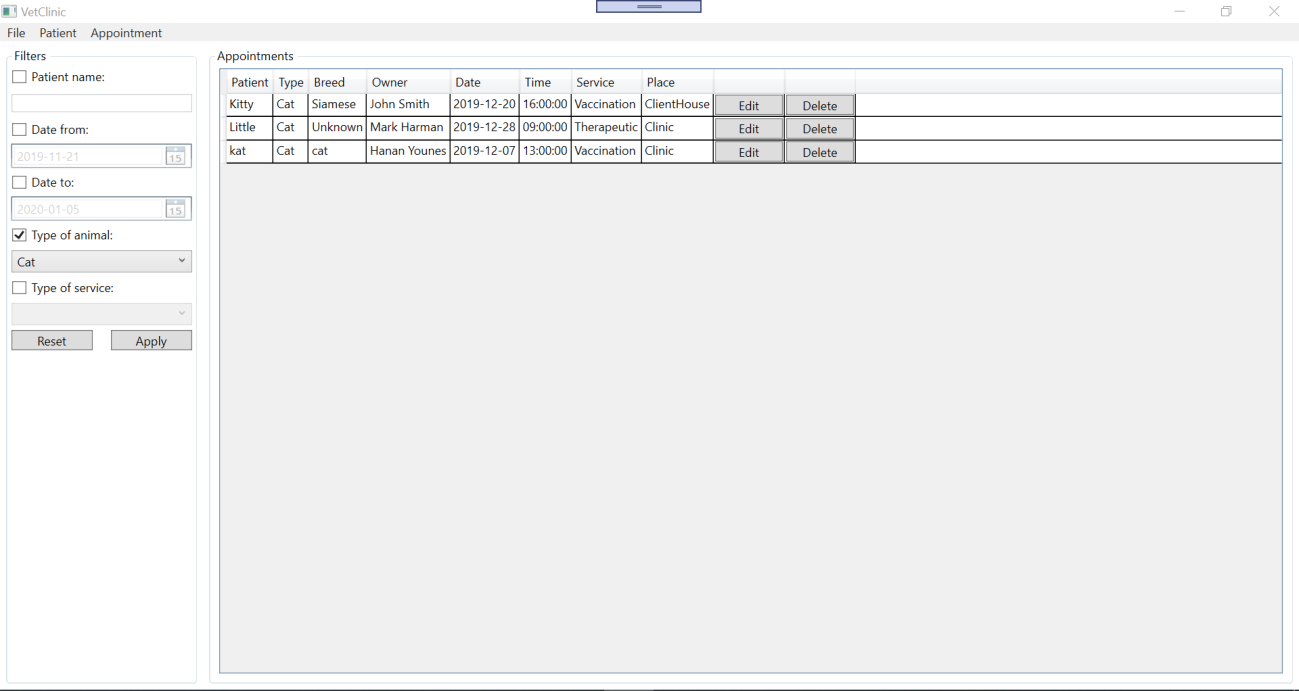 VetClinic
File Patient Appointment
Filters
Patient name:
Date from:
2019-11-21 15
Date to:
2020-01-05 15
Type of animal:
Cat
Type of service:
Reset Apply
Appointments
Patient Type Breed Owner Date Time Service Place
Kitty Cat Siamese John Smith 2019-12-20 16:00:00 Vaccination ClientHouse Edit Delete
Little Cat Unknown Mark Harman 2019-12-28 09:00:00 Therapeutic Clinic Edit Delete
kat Cat cat Hanan Younes 2019-12-07 13:00:00 Vaccination Clinic Edit Delete